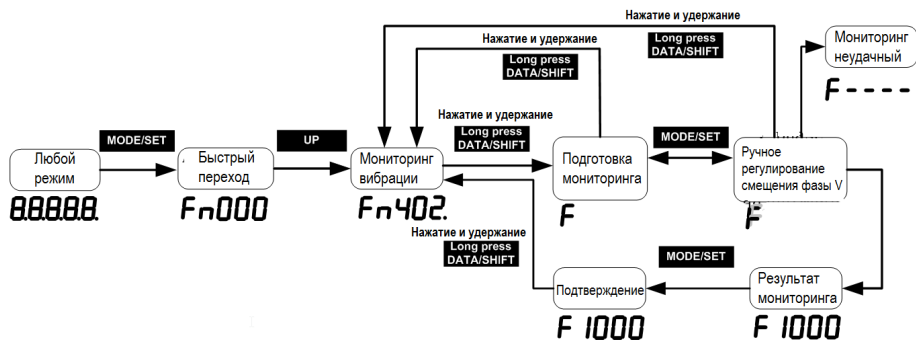 Нажатие и удержание
Long press
DATA/SHIFT
Нажатие и удержание
Long press
DATA/SHIFT
Мониторинг
неудачный
F----
Нажатие и удержание
Long press
DATA/SHIFT
MODE/SET
UP
MODE/SET
Любой
режим
8.8.8.8.8.
Быстрый
переход
Fn000
Мониторинг
вибрации
Fn402.
Подготовка
мониторинга
F
Ручное
регулирование
смещения фазы V
F
Нажатие и удержание
Long press
DATA/SHIFT
MODE/SET
Подтверждение
F 1000
Результат
мониторинга
F 1000